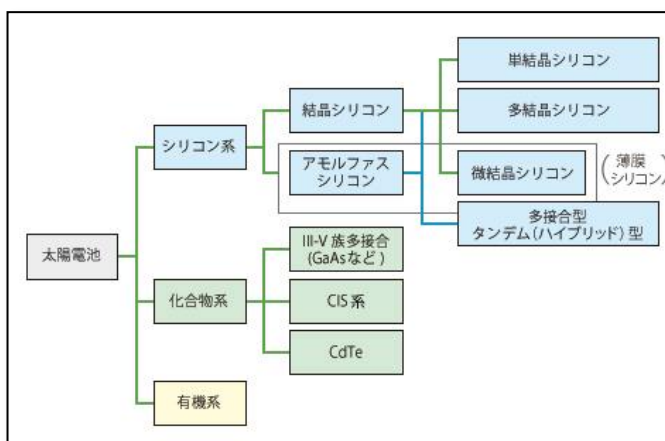 太陽電池
シリコン系
結晶シリコン
単結晶シリコン
多結晶シリコン
アモルファス
シリコン
微結晶シリコン
(薄膜
シリコン)
多接合型
タンデム(ハイブリッド)型
化合物系
III-V 族多接合
(GaAsなど)
CIS 系
CdTe
有機系